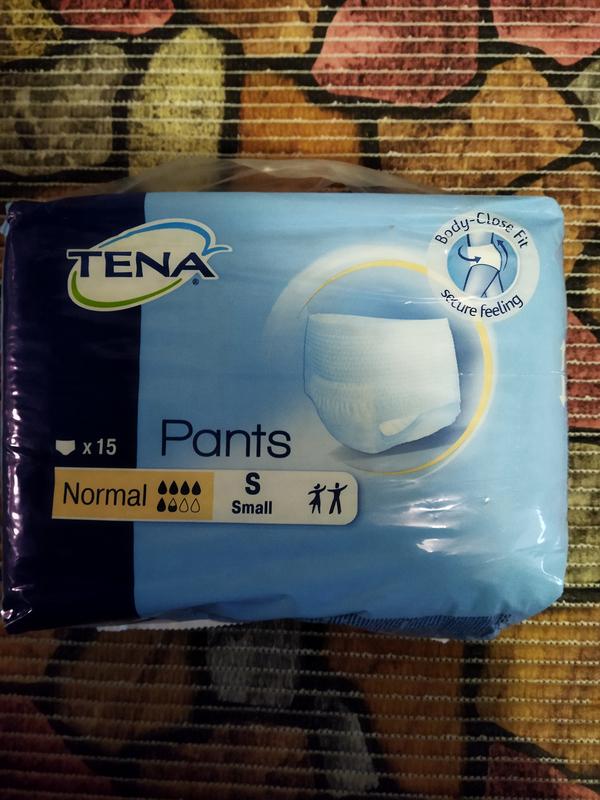 TENA®
Body-Close Fit
secure feeling
x 15
Pants
Normal
S
Small